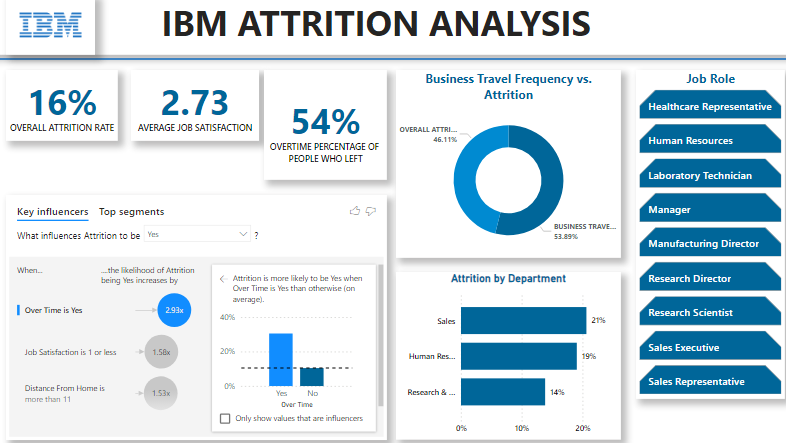 IBM
IBM ATTRITION ANALYSIS
16%
OVERALL ATTRITION RATE
2.73
AVERAGE JOB SATISFACTION
54%
OVERTIME PERCENTAGE OF
PEOPLE WHO LEFT
Business Travel Frequency vs.
Attrition
OVERALL ATTRI...
46.11%
BUSINESS TRAVE...
53.89%
Job Role
Healthcare Representative
Human Resources
Laboratory Technician
Manager
Manufacturing Director
Research Director
Research Scientist
Sales Executive
Sales Representative
Key influencers Top segments
What influences Attrition to be Yes ?
When...
...the likelihood of Attrition
being Yes increases by
Over Time is Yes
2.93x
Job Satisfaction is 1 or less
1.58x
Distance From Home is
more than 11
1.53x
Attrition is more likely to be Yes when
Over Time is Yes than otherwise (on
average).
40%
20%
0%
Yes No
Over Time
Only show values that are influencers
Attrition by Department
Sales 21%
Human Res... 19%
Research & ... 14%
0% 10% 20%